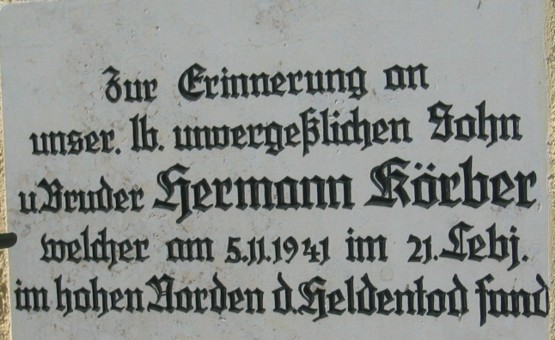 Zur Erinnerung an
unser. lb. unvergeßlichen Sohn
u. Bruder Hermann Körber
welcher am 5.11.1941 im 21. Lebj.
im hohen Norden d. Heldentod fand